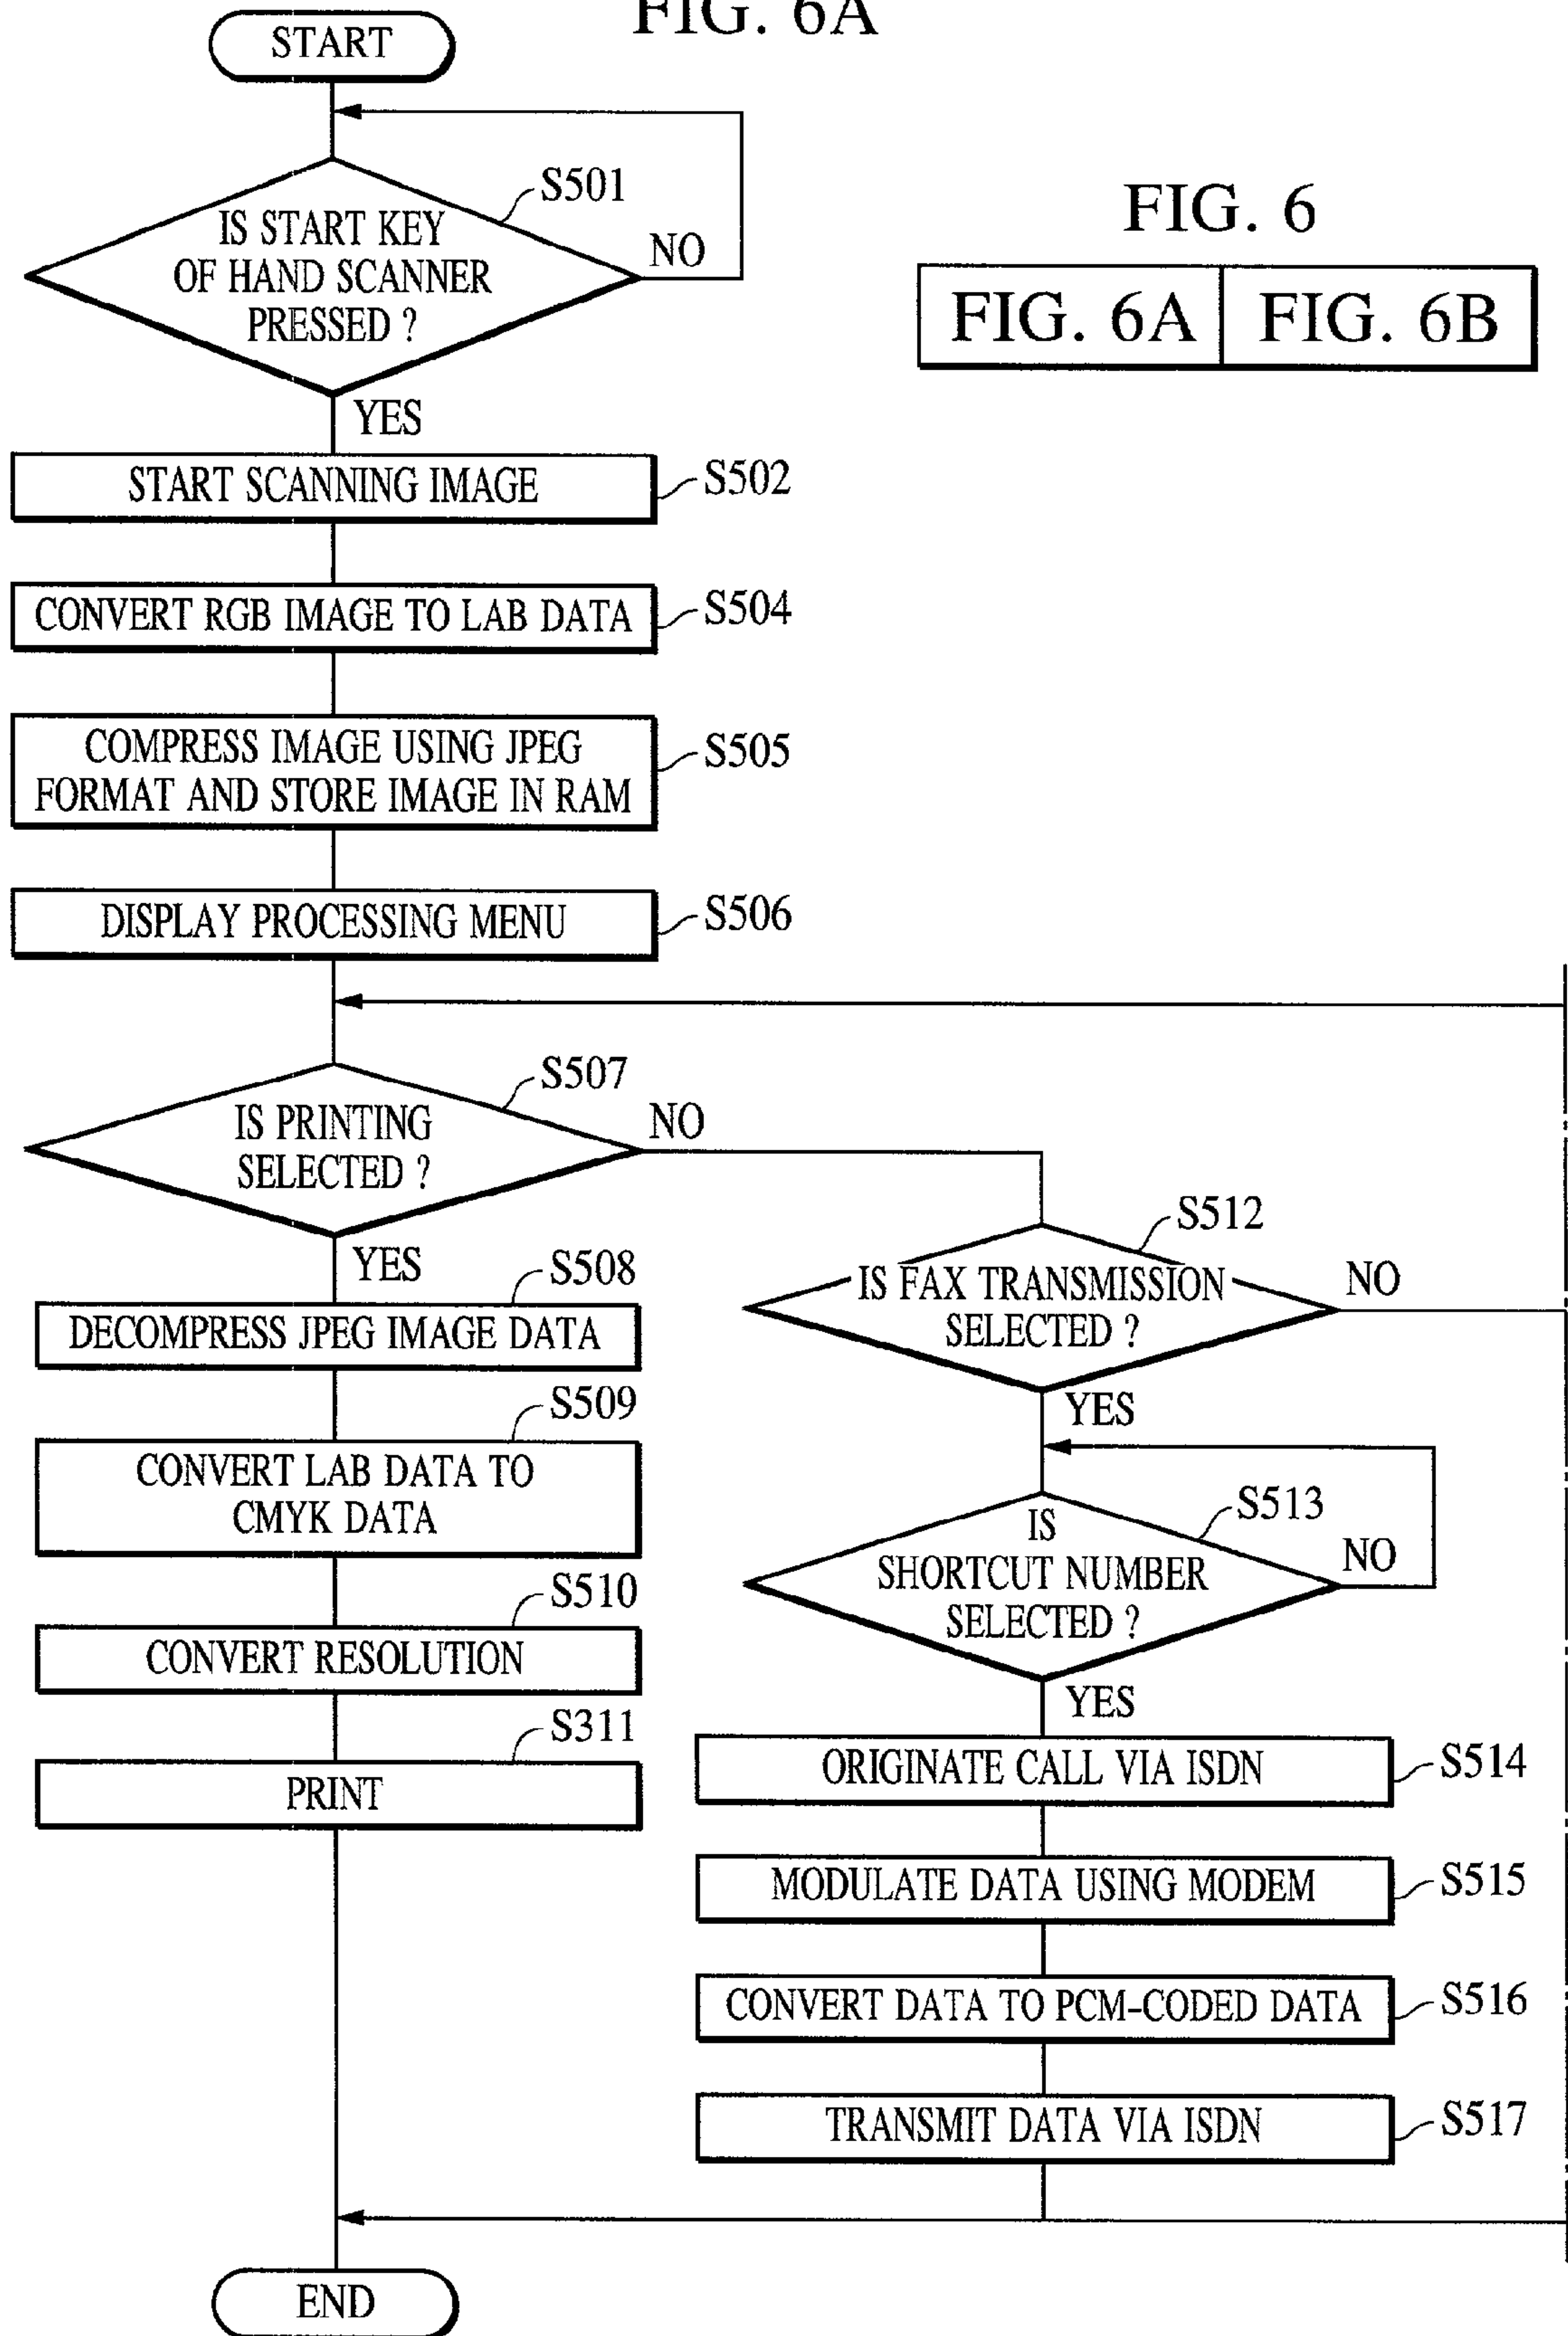 FIG. 6A
START
S501
IS START KEY
OF HAND SCANNER
PRESSED ?
NO
YES
FIG. 6
FIG. 6A
FIG. 6B
START SCANNING IMAGE
S502
CONVERT RGB IMAGE TO LAB DATA
S504
COMPRESS IMAGE USING JPEG
FORMAT AND STORE IMAGE IN RAM
S505
DISPLAY PROCESSING MENU
S506
S507
IS PRINTING
SELECTED ?
NO
YES
S508
DECOMPRESS JPEG IMAGE DATA
S509
CONVERT LAB DATA TO
CMYK DATA
S510
CONVERT RESOLUTION
S311
PRINT
S512
IS FAX TRANSMISSION
SELECTED ?
NO
YES
S513
IS
SHORTCUT NUMBER
SELECTED ?
NO
YES
ORIGINATE CALL VIA ISDN
S514
MODULATE DATA USING MODEM
S515
CONVERT DATA TO PCM-CODED DATA
S516
TRANSMIT DATA VIA ISDN
S517
END